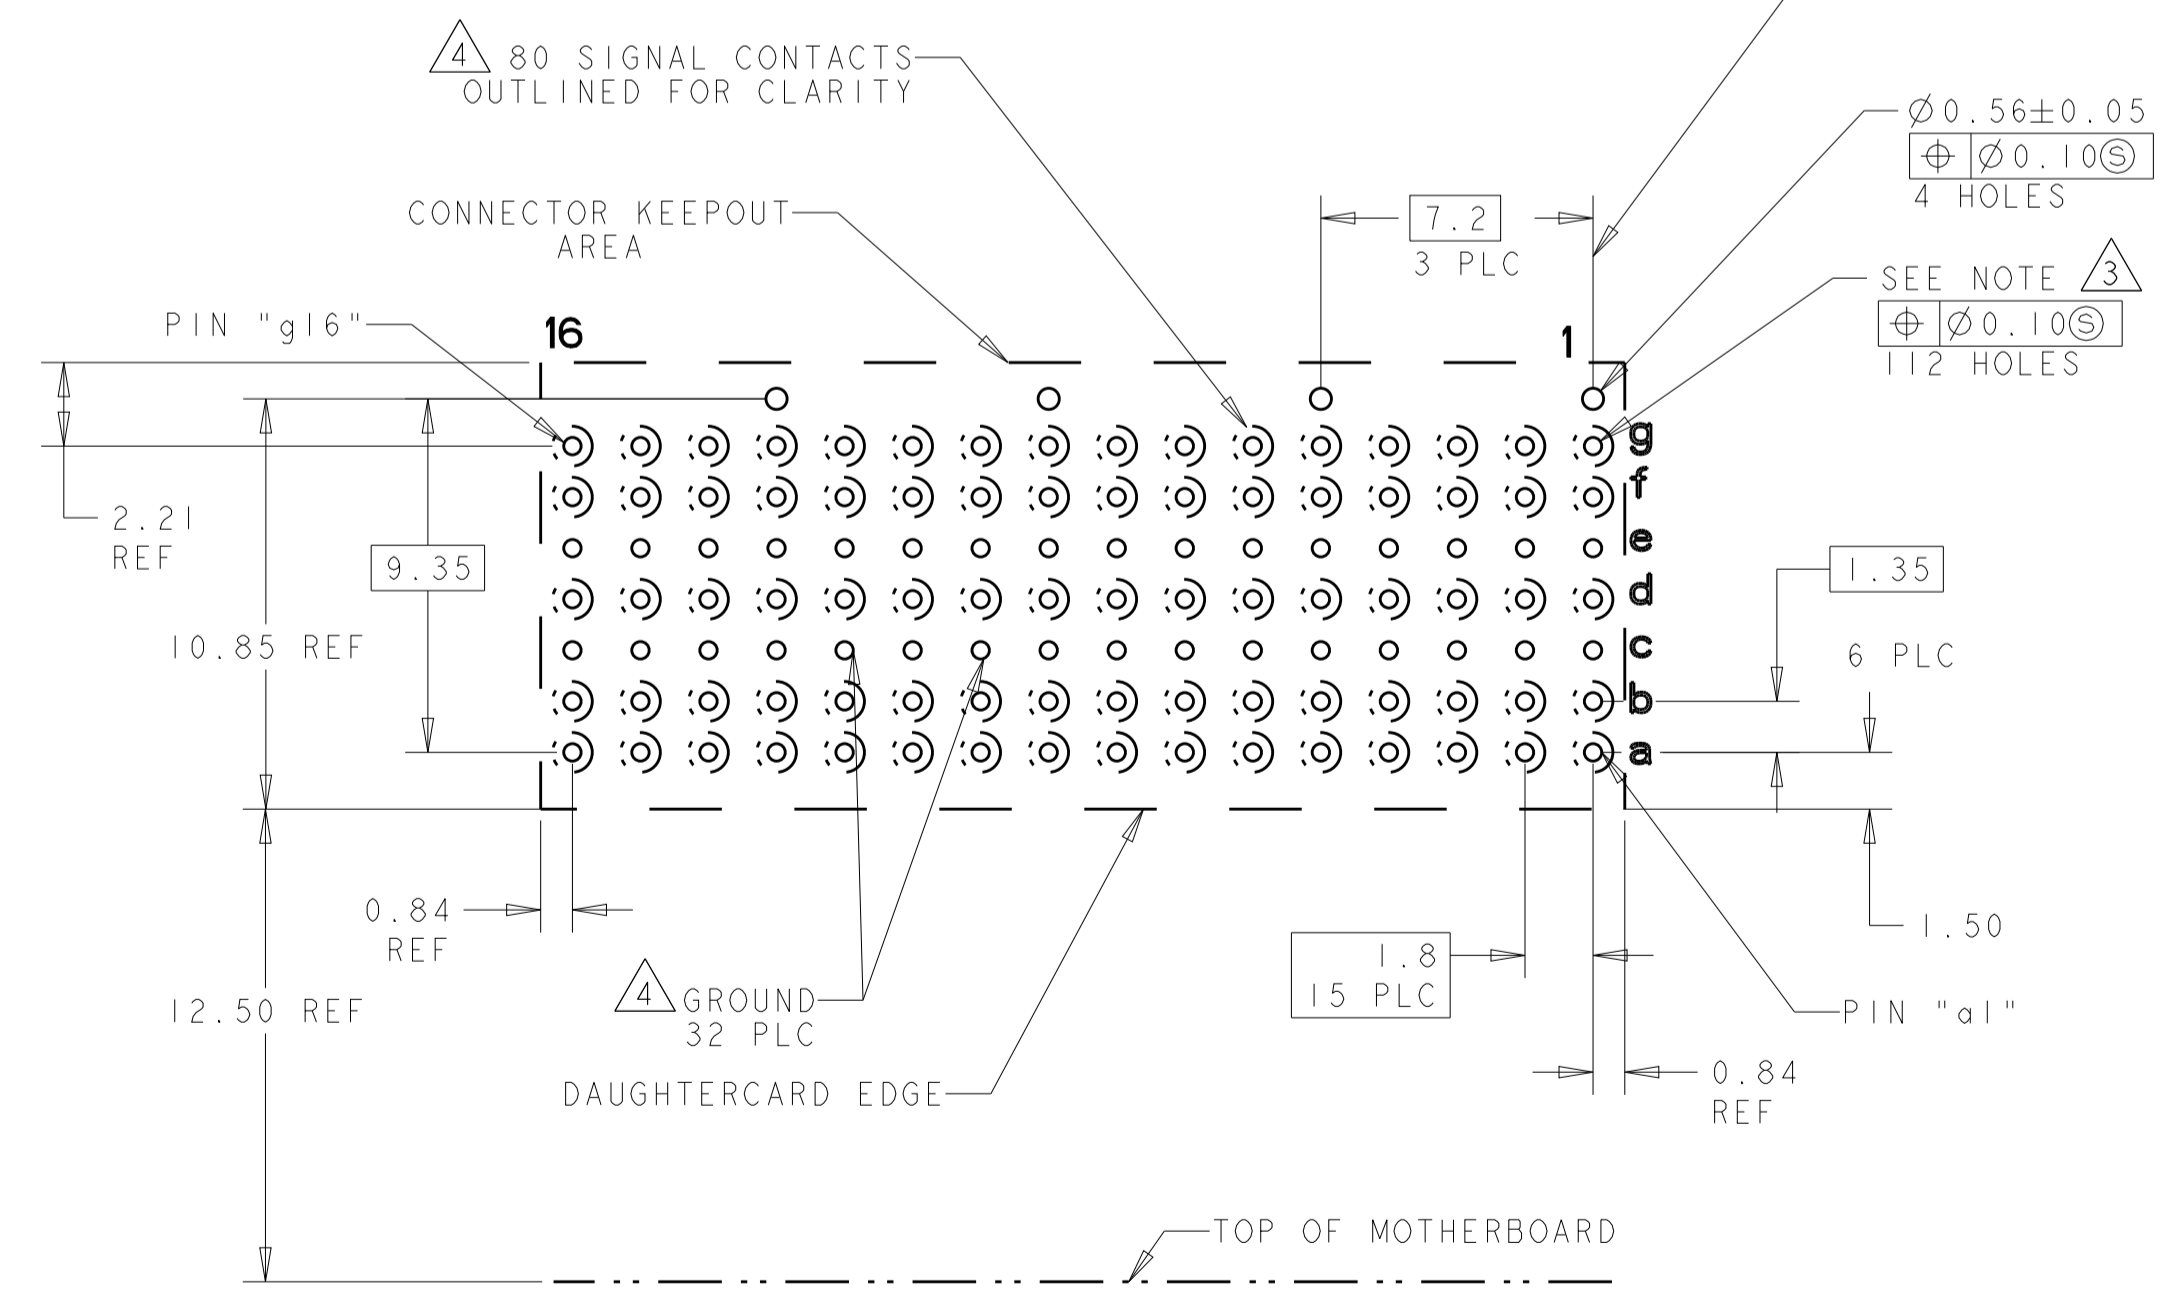 4 80 SIGNAL CONTACTS
OUTLINED FOR CLARITY
Ø0.56±0.05
⌖ Ø0.10Ⓢ
4 HOLES
CONNECTOR KEEPOUT
AREA
7.2
3 PLC
SEE NOTE 3
⌖ Ø0.10Ⓢ
112 HOLES
PIN "g16"
16
1
g
f
e
d
c
b
a
2.21
REF
9.35
10.85 REF
1.35
6 PLC
0.84
REF
1.50
1.8
15 PLC
4 GROUND
32 PLC
12.50 REF
PIN "a1"
DAUGHTERCARD EDGE
0.84
REF
TOP OF MOTHERBOARD